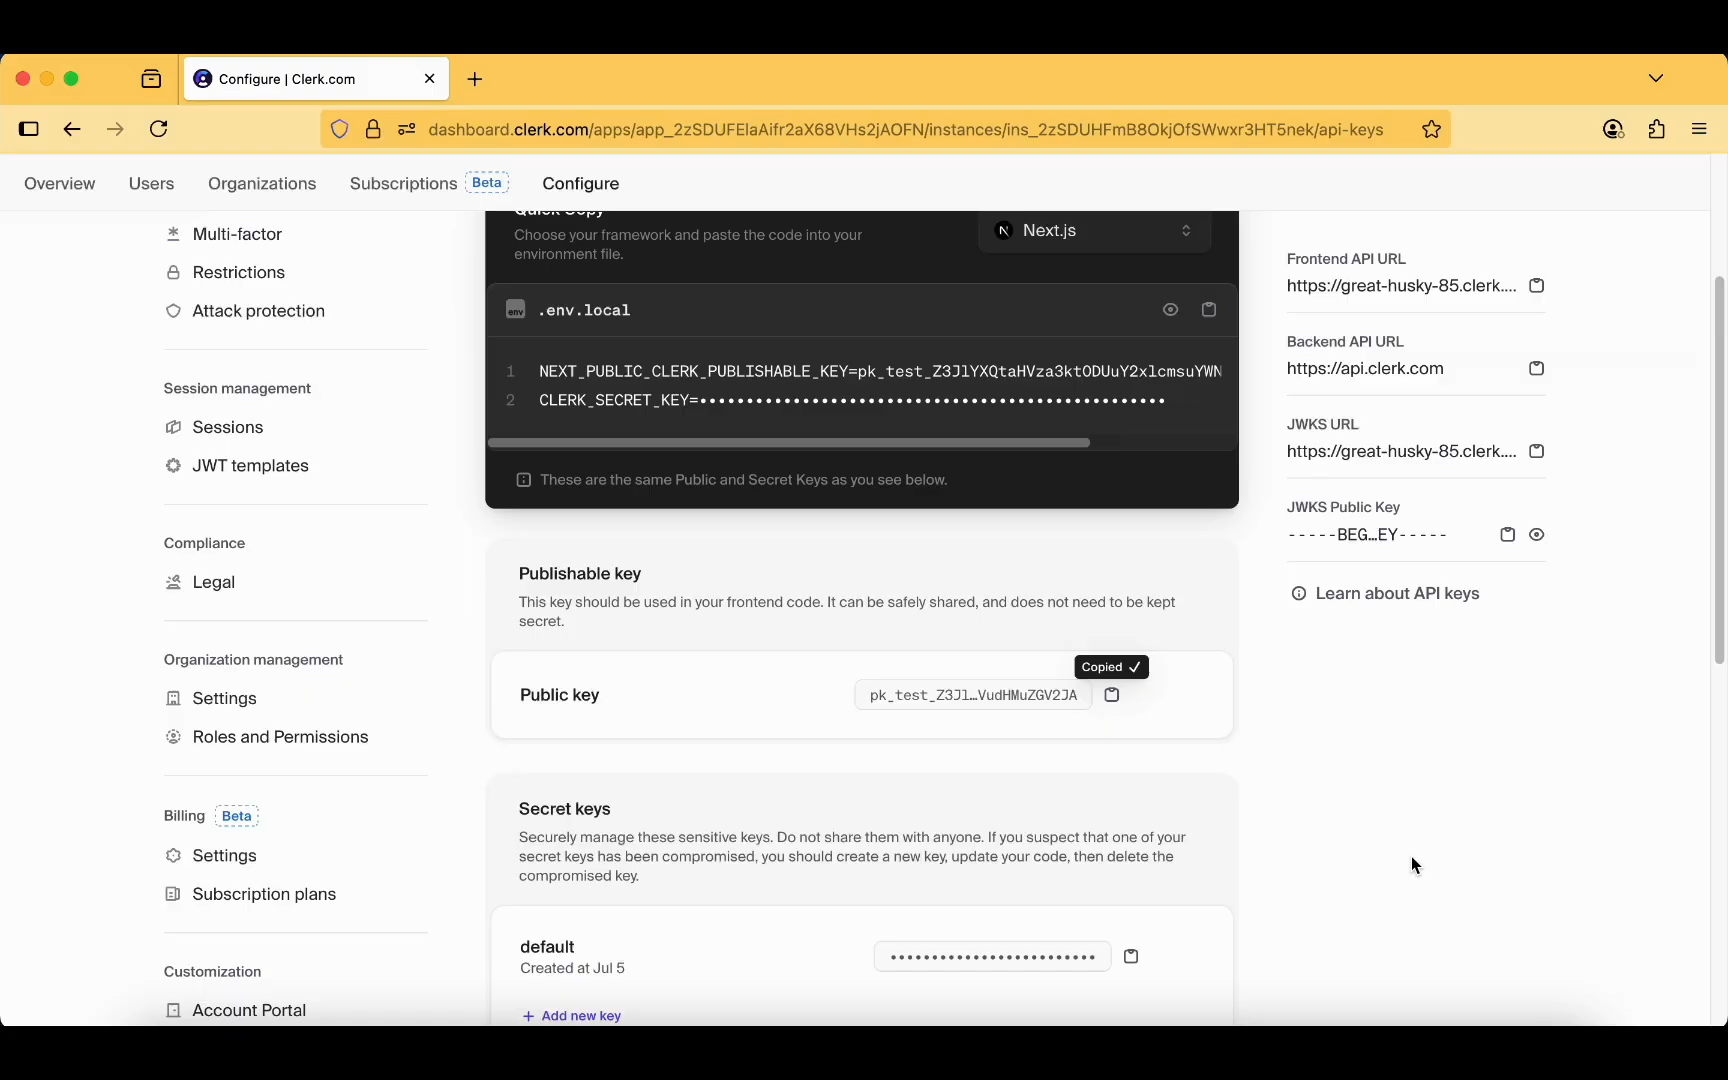 Configure | Clerk.com
dashboard.clerk.com/apps/app_2zSDUFElaAifr2aX68VHs2jAOFN/instances/ins_2zSDUHFmB8OkjOfSWwxr3HT5nek/api-keys
Overview
Users
Organizations
Subscriptions Beta
Configure
Multi-factor
Restrictions
Attack protection
Session management
Sessions
JWT templates
Compliance
Legal
Organization management
Settings
Roles and Permissions
Billing Beta
Settings
Subscription plans
Customization
Account Portal
Quick Copy
Choose your framework and paste the code into your
environment file.
N Next.js
env .env.local
1 NEXT_PUBLIC_CLERK_PUBLISHABLE_KEY=pk_test_Z3JlYXQtaHVza3ktODUuY2xlcmsuYWN
2 CLERK_SECRET_KEY=••••••••••••••••••••••••••••••••••••••••••••••••••
These are the same Public and Secret Keys as you see below.
Publishable key
This key should be used in your frontend code. It can be safely shared, and does not need to be kept
secret.
Copied ✓
Public key
pk_test_Z3Jl…VudHMuZGV2JA
Secret keys
Securely manage these sensitive keys. Do not share them with anyone. If you suspect that one of your
secret keys has been compromised, you should create a new key, update your code, then delete the
compromised key.
default
•••••••••••••••••••••••••
Created at Jul 5
+ Add new key
Frontend API URL
https://great-husky-85.clerk....
Backend API URL
https://api.clerk.com
JWKS URL
https://great-husky-85.clerk....
JWKS Public Key
-----BEG…EY-----
Learn about API keys